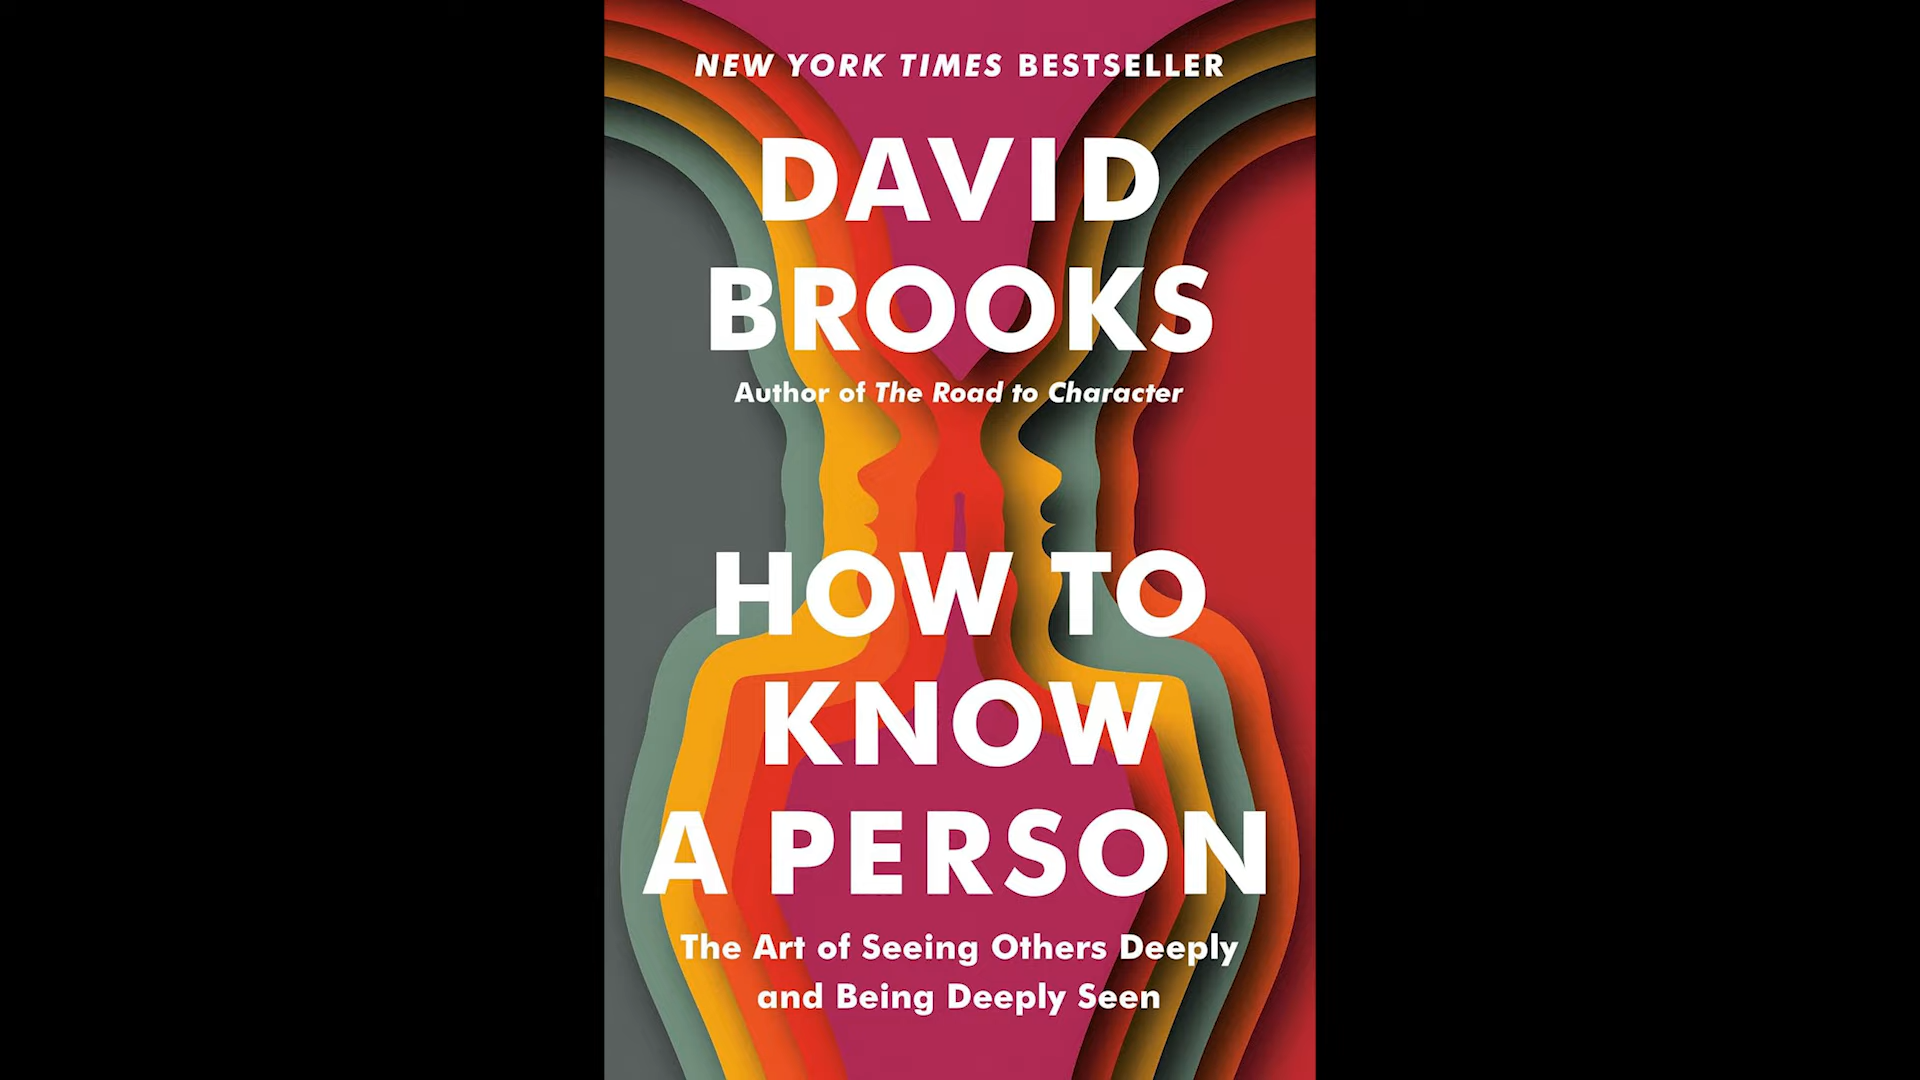 NEW YORK TIMES BESTSELLER
DAVID
BROOKS
Author of The Road to Character
HOW TO
KNOW
A PERSON
The Art of Seeing Others Deeply
and Being Deeply Seen